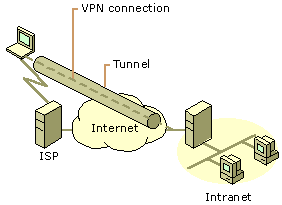 VPN connection
Tunnel
Internet
ISP
Intranet